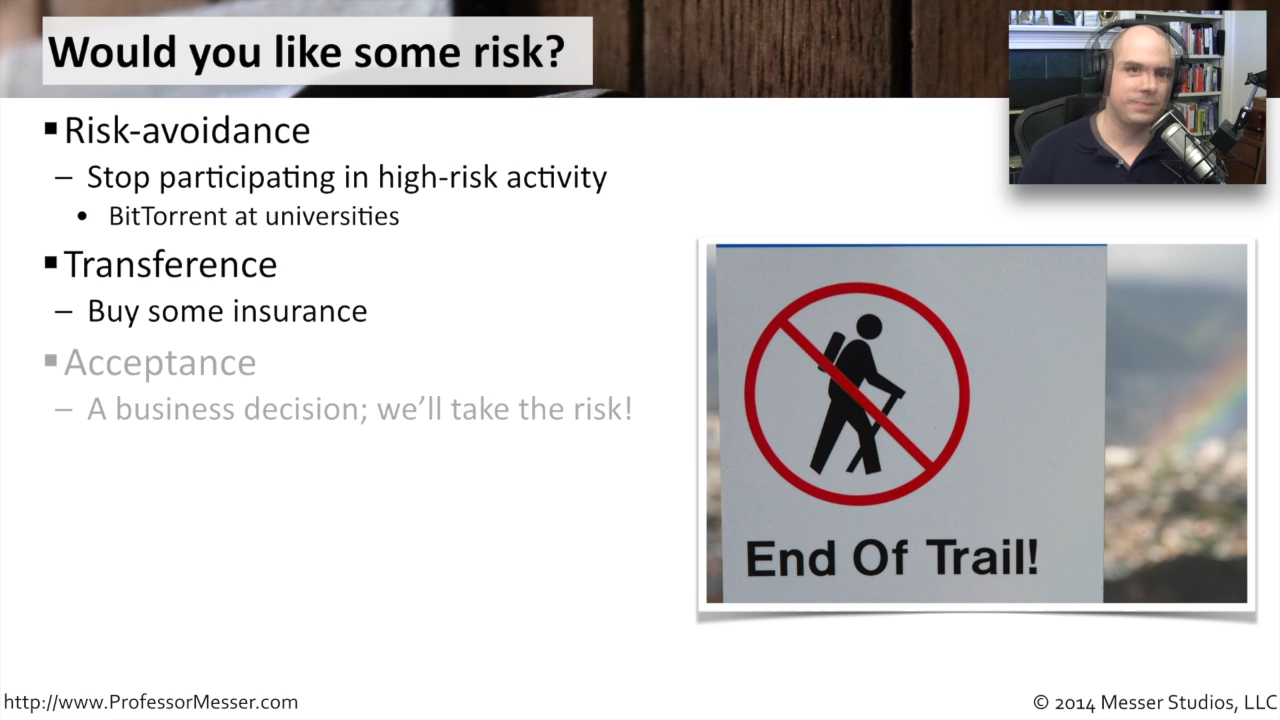 Would you like some risk?
▪ Risk-avoidance
– Stop participating in high-risk activity
• BitTorrent at universities
▪ Transference
– Buy some insurance
▪ Acceptance
– A business decision; we’ll take the risk!
End Of Trail!
http://www.ProfessorMesser.com
© 2014 Messer Studios, LLC